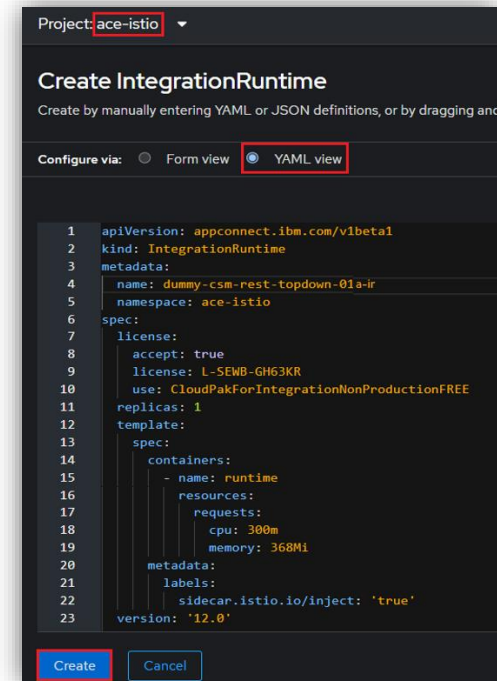 Project: ace-istio
Create IntegrationRuntime
Create by manually entering YAML or JSON definitions, or by dragging and
Configure via: Form view YAML view
1 apiVersion: appconnect.ibm.com/v1beta1
2 kind: IntegrationRuntime
3 metadata:
4 name: dummy-csm-rest-topdown-01a-ir
5 namespace: ace-istio
6 spec:
7 license:
8 accept: true
9 license: L-SEWB-GH63KR
10 use: CloudPakForIntegrationNonProductionFREE
11 replicas: 1
12 template:
13 spec:
14 containers:
15 - name: runtime
16 resources:
17 requests:
18 cpu: 300m
19 memory: 368Mi
20 metadata:
21 labels:
22 sidecar.istio.io/inject: 'true'
23 version: '12.0'
Create Cancel